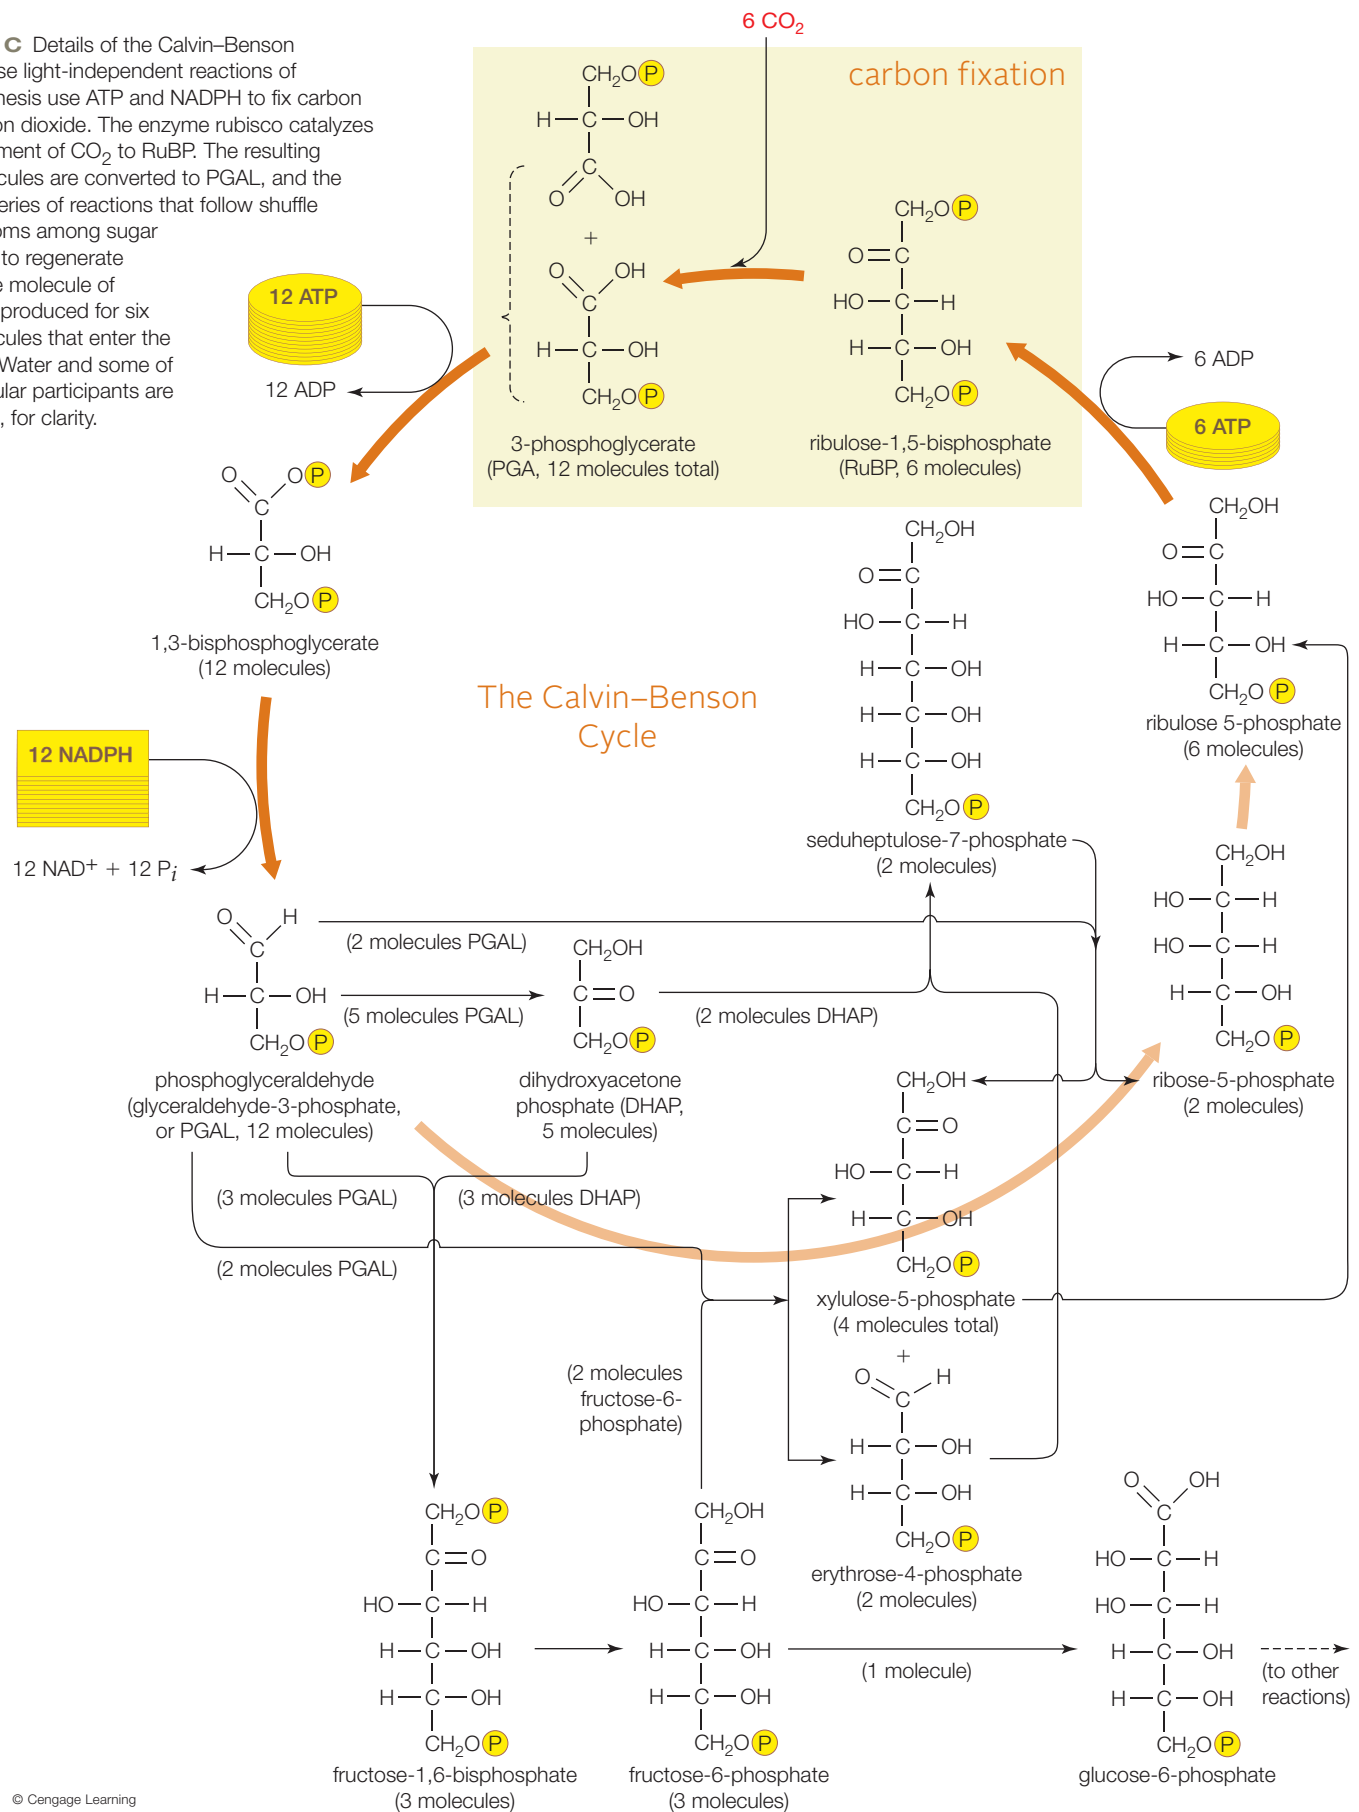 6 CO2
C Details of the Calvin–Benson
se light-independent reactions of
nesis use ATP and NADPH to fix carbon
on dioxide. The enzyme rubisco catalyzes
ment of CO2 to RuBP. The resulting
cules are converted to PGAL, and the
eries of reactions that follow shuffle
oms among sugar
to regenerate
e molecule of
produced for six
cules that enter the
Water and some of
ular participants are
, for clarity.
carbon fixation
CH2O P
H C OH
C
O OH
+
O OH
C
H C OH
CH2O P
3-phosphoglycerate
(PGA, 12 molecules total)
CH2O P
O C
HO C H
H C OH
CH2O P
ribulose-1,5-bisphosphate
(RuBP, 6 molecules)
12 ATP
12 ADP
6 ADP
6 ATP
O O P
C
H C OH
CH2O P
1,3-bisphosphoglycerate
(12 molecules)
The Calvin–Benson
Cycle
CH2OH
O C
HO C H
H C OH
H C OH
H C OH
CH2O P
seduheptulose-7-phosphate
(2 molecules)
CH2OH
O C
HO C H
H C OH
CH2O P
ribulose 5-phosphate
(6 molecules)
12 NADPH
12 NAD+ + 12 Pi
CH2OH
HO C H
HO C H
H C OH
CH2O P
ribose-5-phosphate
(2 molecules)
O H
C
H C OH
CH2O P
phosphoglyceraldehyde
(glyceraldehyde-3-phosphate,
or PGAL, 12 molecules)
(2 molecules PGAL)
(5 molecules PGAL)
CH2OH
C O
CH2O P
dihydroxyacetone
phosphate (DHAP,
5 molecules)
(2 molecules DHAP)
(3 molecules PGAL)
(3 molecules DHAP)
(2 molecules PGAL)
CH2OH
C O
HO C H
H C OH
CH2O P
xylulose-5-phosphate
(4 molecules total)
+
O H
C
H C OH
H C OH
CH2O P
erythrose-4-phosphate
(2 molecules)
(2 molecules
fructose-6-
phosphate)
CH2O P
C O
HO C H
H C OH
H C OH
CH2O P
fructose-1,6-bisphosphate
(3 molecules)
CH2OH
C O
HO C H
H C OH
H C OH
CH2O P
fructose-6-phosphate
(3 molecules)
(1 molecule)
O OH
C
HO C H
HO C H
H C OH
H C OH
CH2O P
glucose-6-phosphate
(to other
reactions)
© Cengage Learning